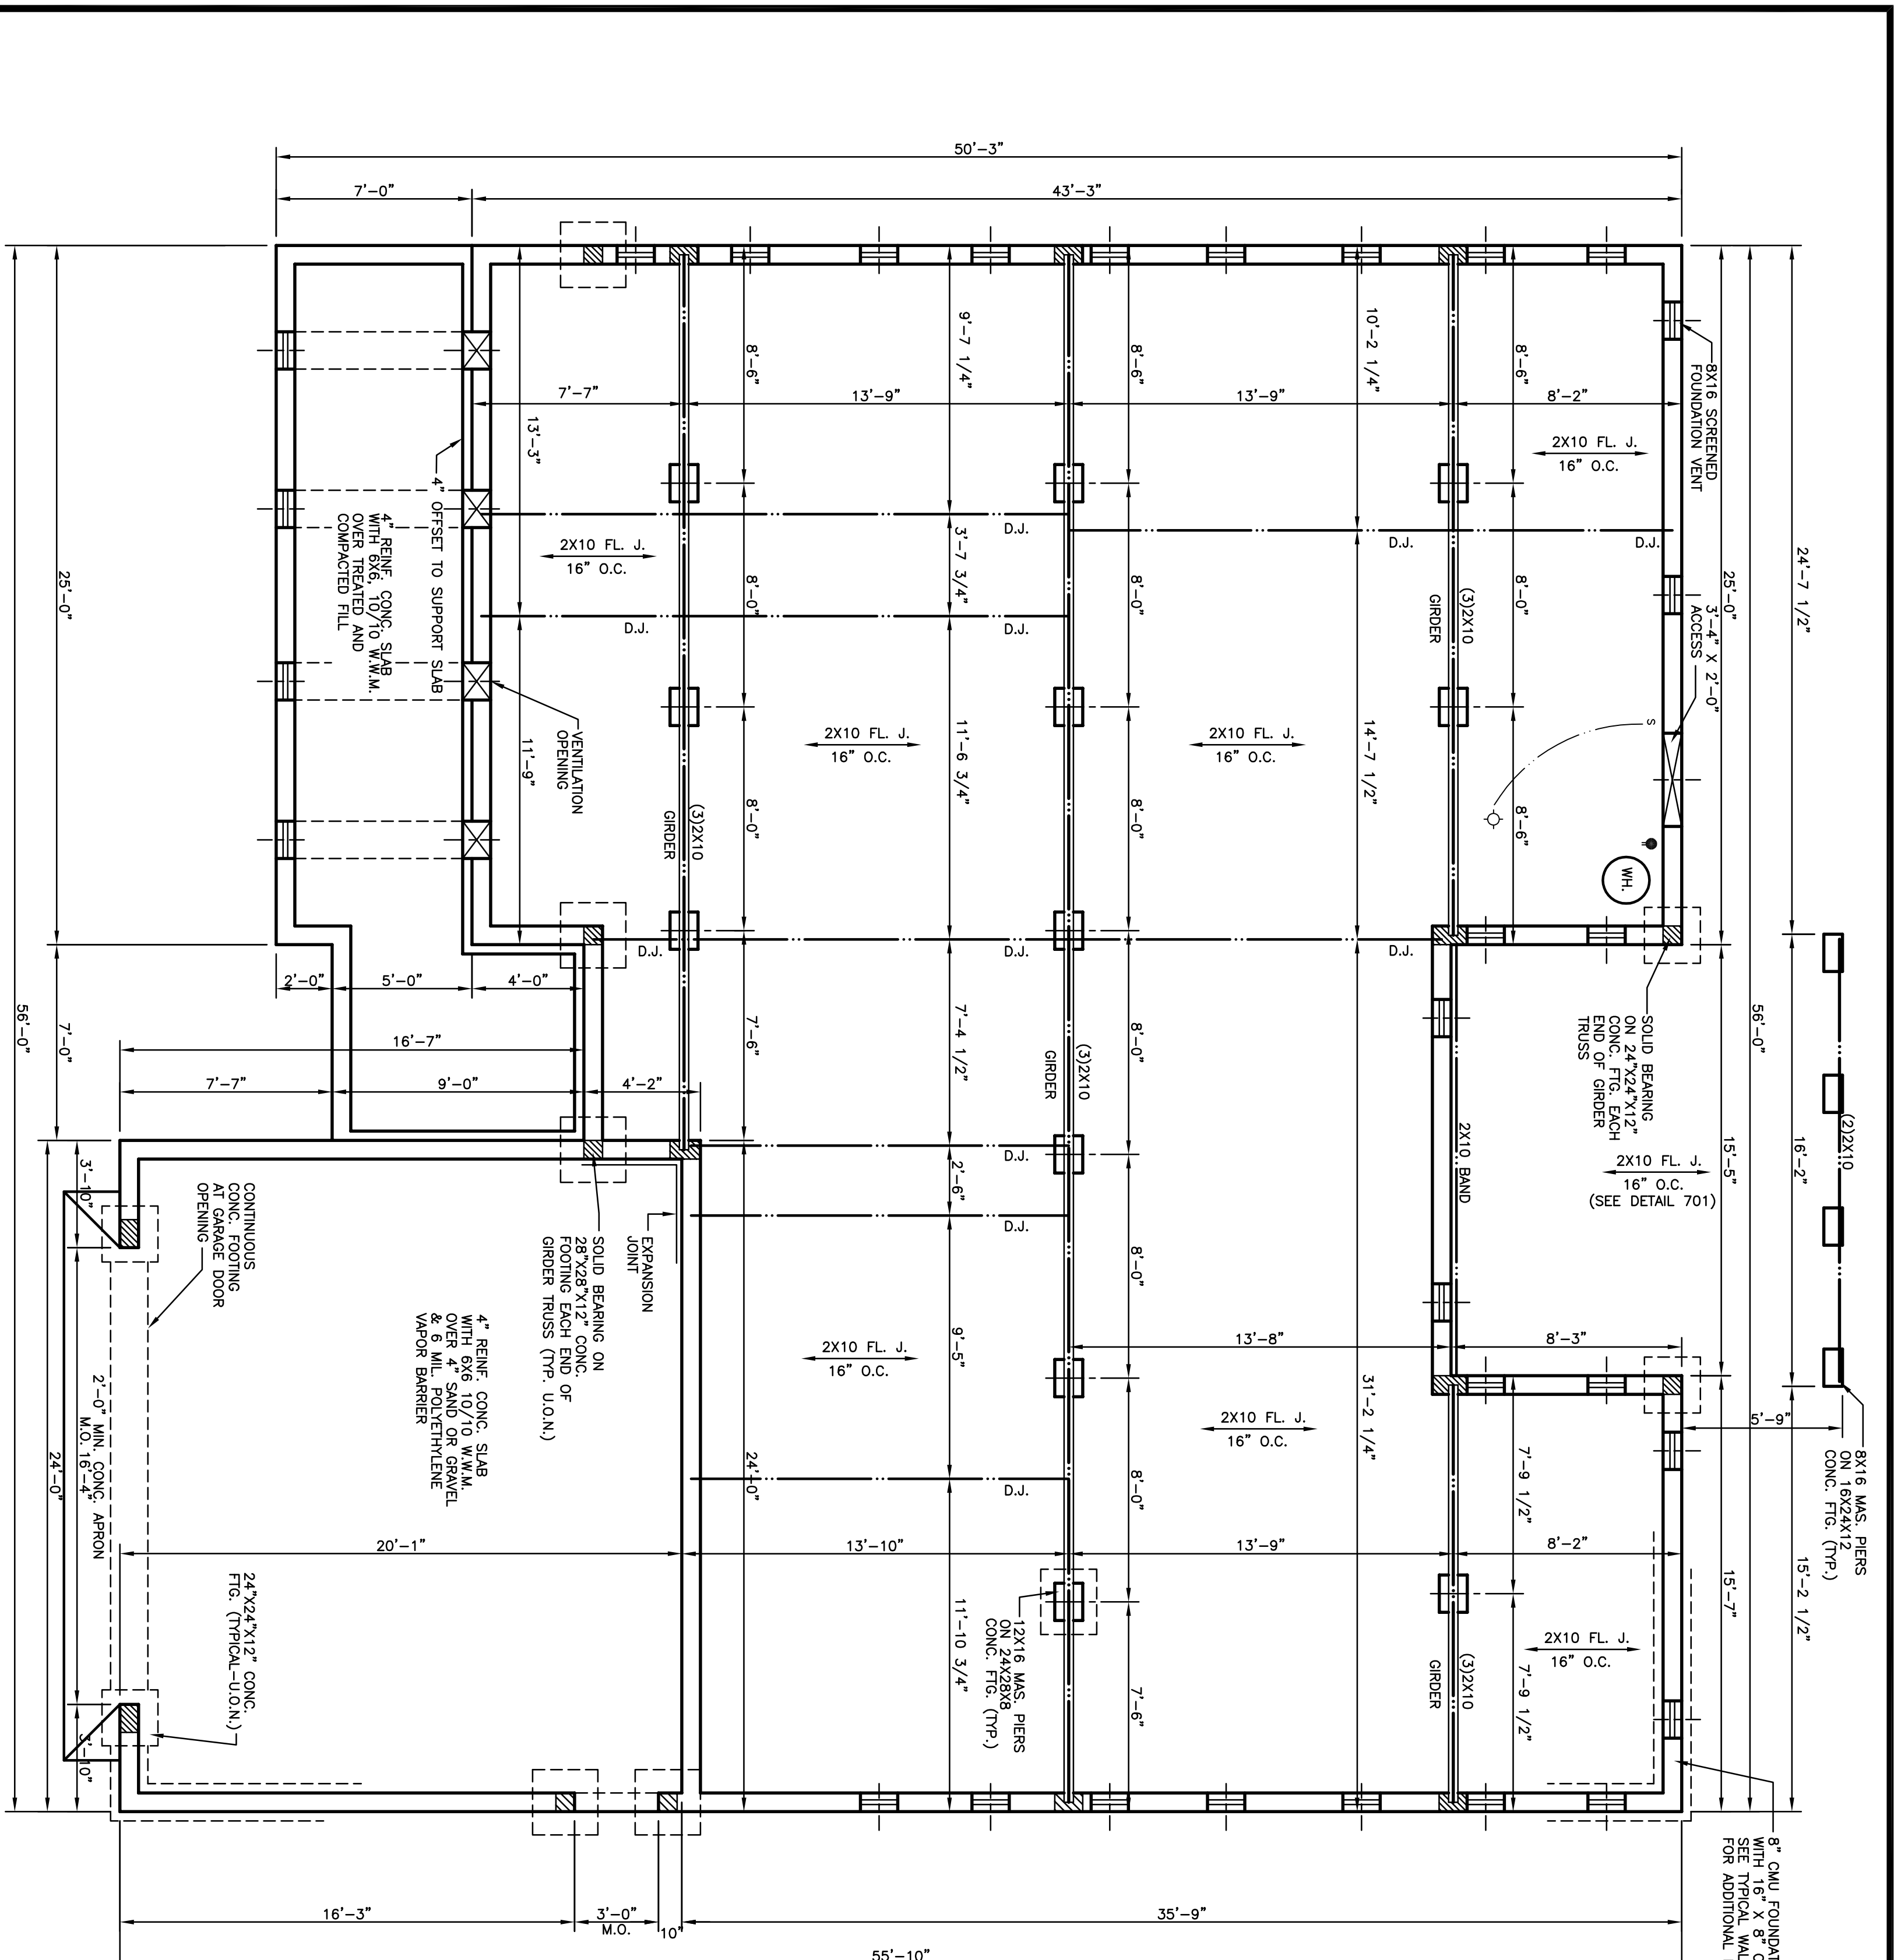 50'-3"
7'-0"
43'-3"
8X16 SCREENED
FOUNDATION VENT
24'-7 1/2"
25'-0"
3'-4" X 2'-0"
ACCESS
8'-6"
9'-7 1/4"
8'-6"
10'-2 1/4"
8'-6"
7'-7"
13'-9"
13'-9"
8'-2"
2X10 FL. J.
16" O.C.
13'-3"
4" OFFSET TO SUPPORT SLAB
4" REINF. CONC. SLAB
WITH 6X6, 10/10 W.W.M.
OVER TREATED AND
COMPACTED FILL
D.J.
D.J.
D.J.
2X10 FL. J.
16" O.C.
3'-7 3/4"
8'-0"
8'-0"
8'-0"
(3)2X10
GIRDER
25'-0"
D.J.
D.J.
S
VENTILATION
OPENING
11'-9"
2X10 FL. J.
16" O.C.
2X10 FL. J.
16" O.C.
11'-6 3/4"
14'-7 1/2"
8'-0"
8'-0"
8'-6"
(3)2X10
GIRDER
WH.
D.J.
D.J.
D.J.
2'-0"
5'-0"
4'-0"
56'-0"
7'-0"
16'-7"
7'-7"
9'-0"
4'-2"
7'-6"
7'-4 1/2"
8'-0"
(3)2X10
GIRDER
SOLID BEARING
ON 24"X24"X12"
CONC. FTG. EACH
END OF GIRDER
TRUSS
56'-0"
(2)2X10
16'-2"
15'-5"
2X10 BAND
2X10 FL. J.
16" O.C.
(SEE DETAIL 701)
D.J.
2'-6"
D.J.
3'-10"
CONTINUOUS
CONC. FOOTING
AT GARAGE DOOR
OPENING
SOLID BEARING ON
28"X28"X12" CONC.
FOOTING EACH END OF
GIRDER TRUSS (TYP. U.O.N.)
EXPANSION
JOINT
8'-0"
9'-5"
13'-8"
8'-3"
2X10 FL. J.
16" O.C.
4" REINF. CONC. SLAB
WITH 6X6 10/10 W.W.M.
OVER 4" SAND OR GRAVEL
& 6 MIL. POLYETHYLENE
VAPOR BARRIER
31'-2 1/4"
2X10 FL. J.
16" O.C.
5'-9"
8X16 MAS. PIERS
ON 16X24X12
CONC. FTG. (TYP.)
2'-0" MIN. CONC. APRON
M.O. 16'-4"
24'-0"
24'-0"
D.J.
8'-0"
7'-9 1/2"
20'-1"
13'-10"
13'-9"
8'-2"
15'-7"
15'-2 1/2"
24"X24"X12" CONC.
FTG. (TYPICAL-U.O.N.)
11'-10 3/4"
12X16 MAS. PIERS
ON 24X28X8
CONC. FTG. (TYP.)
7'-6"
(3)2X10
GIRDER
7'-9 1/2"
2X10 FL. J.
16" O.C.
8" CMU
WITH 16" X 8"
SEE TYPICAL
FOR ADDITIONAL
16'-3"
3'-0"
M.O.
10"
35'-9"
55'-10"